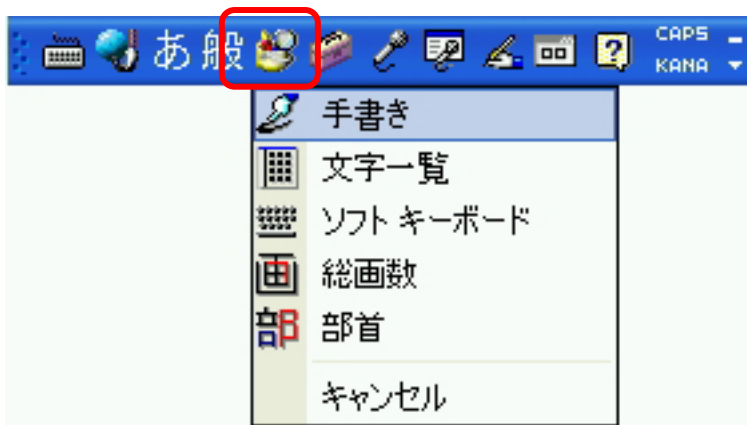 あ 般 CAPS
KANA
手書き
文字一覧
ソフト キーボード
総画数
部首
キャンセル